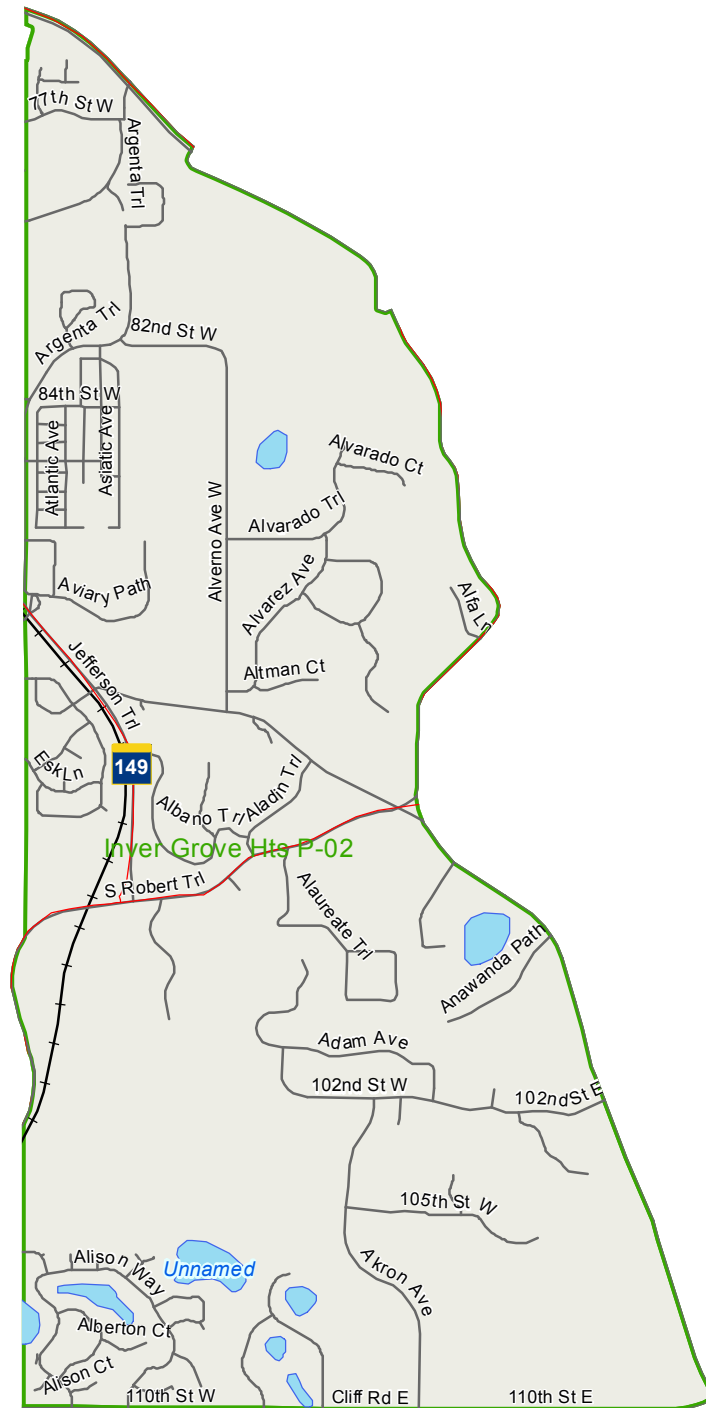 77th St W
Argenta Trl
Argenta Trl
82nd St W
84th St W
Atlantic Ave
Asiatic Ave
Alverno Ave W
Alvarado Ct
Alvarado Trl
Alvarez Ave
Aviary Path
Alfa Ln
Altman Ct
Jefferson Trl
Esk Ln
149
Albano Trl
Aladin Trl
Inver Grove Hts P-02
S Robert Trl
Alaureate Trl
Anawanda Path
Adam Ave
102nd St W
102nd St E
105th St W
Akron Ave
Alison Way
Unnamed
Alberton Ct
Alison Ct
110th St W
Cliff Rd E
110th St E